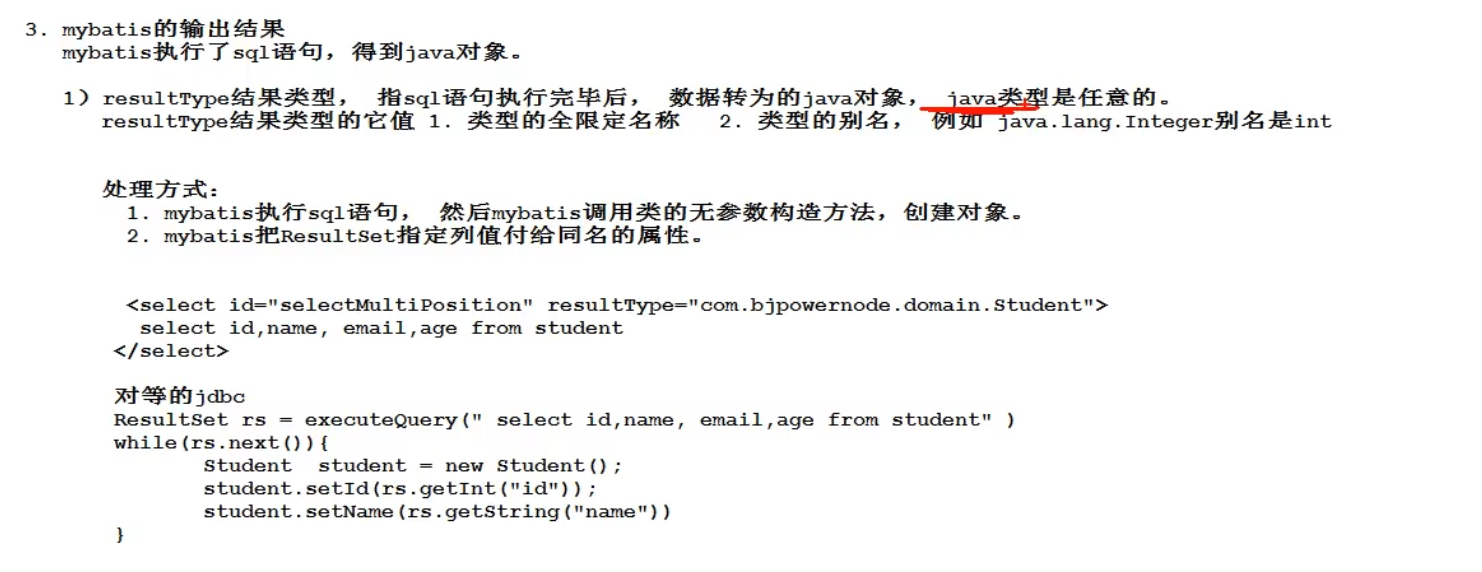 3. mybatis的输出结果
mybatis执行了sql语句，得到java对象。
1）resultType结果类型， 指sql语句执行完毕后， 数据转为的java对象， java类型是任意的。
resultType结果类型的它值 1. 类型的全限定名称 2. 类型的别名， 例如 java.lang.Integer别名是int
处理方式：
1. mybatis执行sql语句， 然后mybatis调用类的无参数构造方法，创建对象。
2. mybatis把ResultSet指定列值付给同名的属性。
<select id="selectMultiPosition" resultType="com.bjpowernode.domain.Student">
select id,name, email,age from student
</select>
对等的jdbc
ResultSet rs = executeQuery(" select id,name, email,age from student" )
while(rs.next()){
Student  student = new Student();
student.setId(rs.getInt("id"));
student.setName(rs.getString("name"))
}